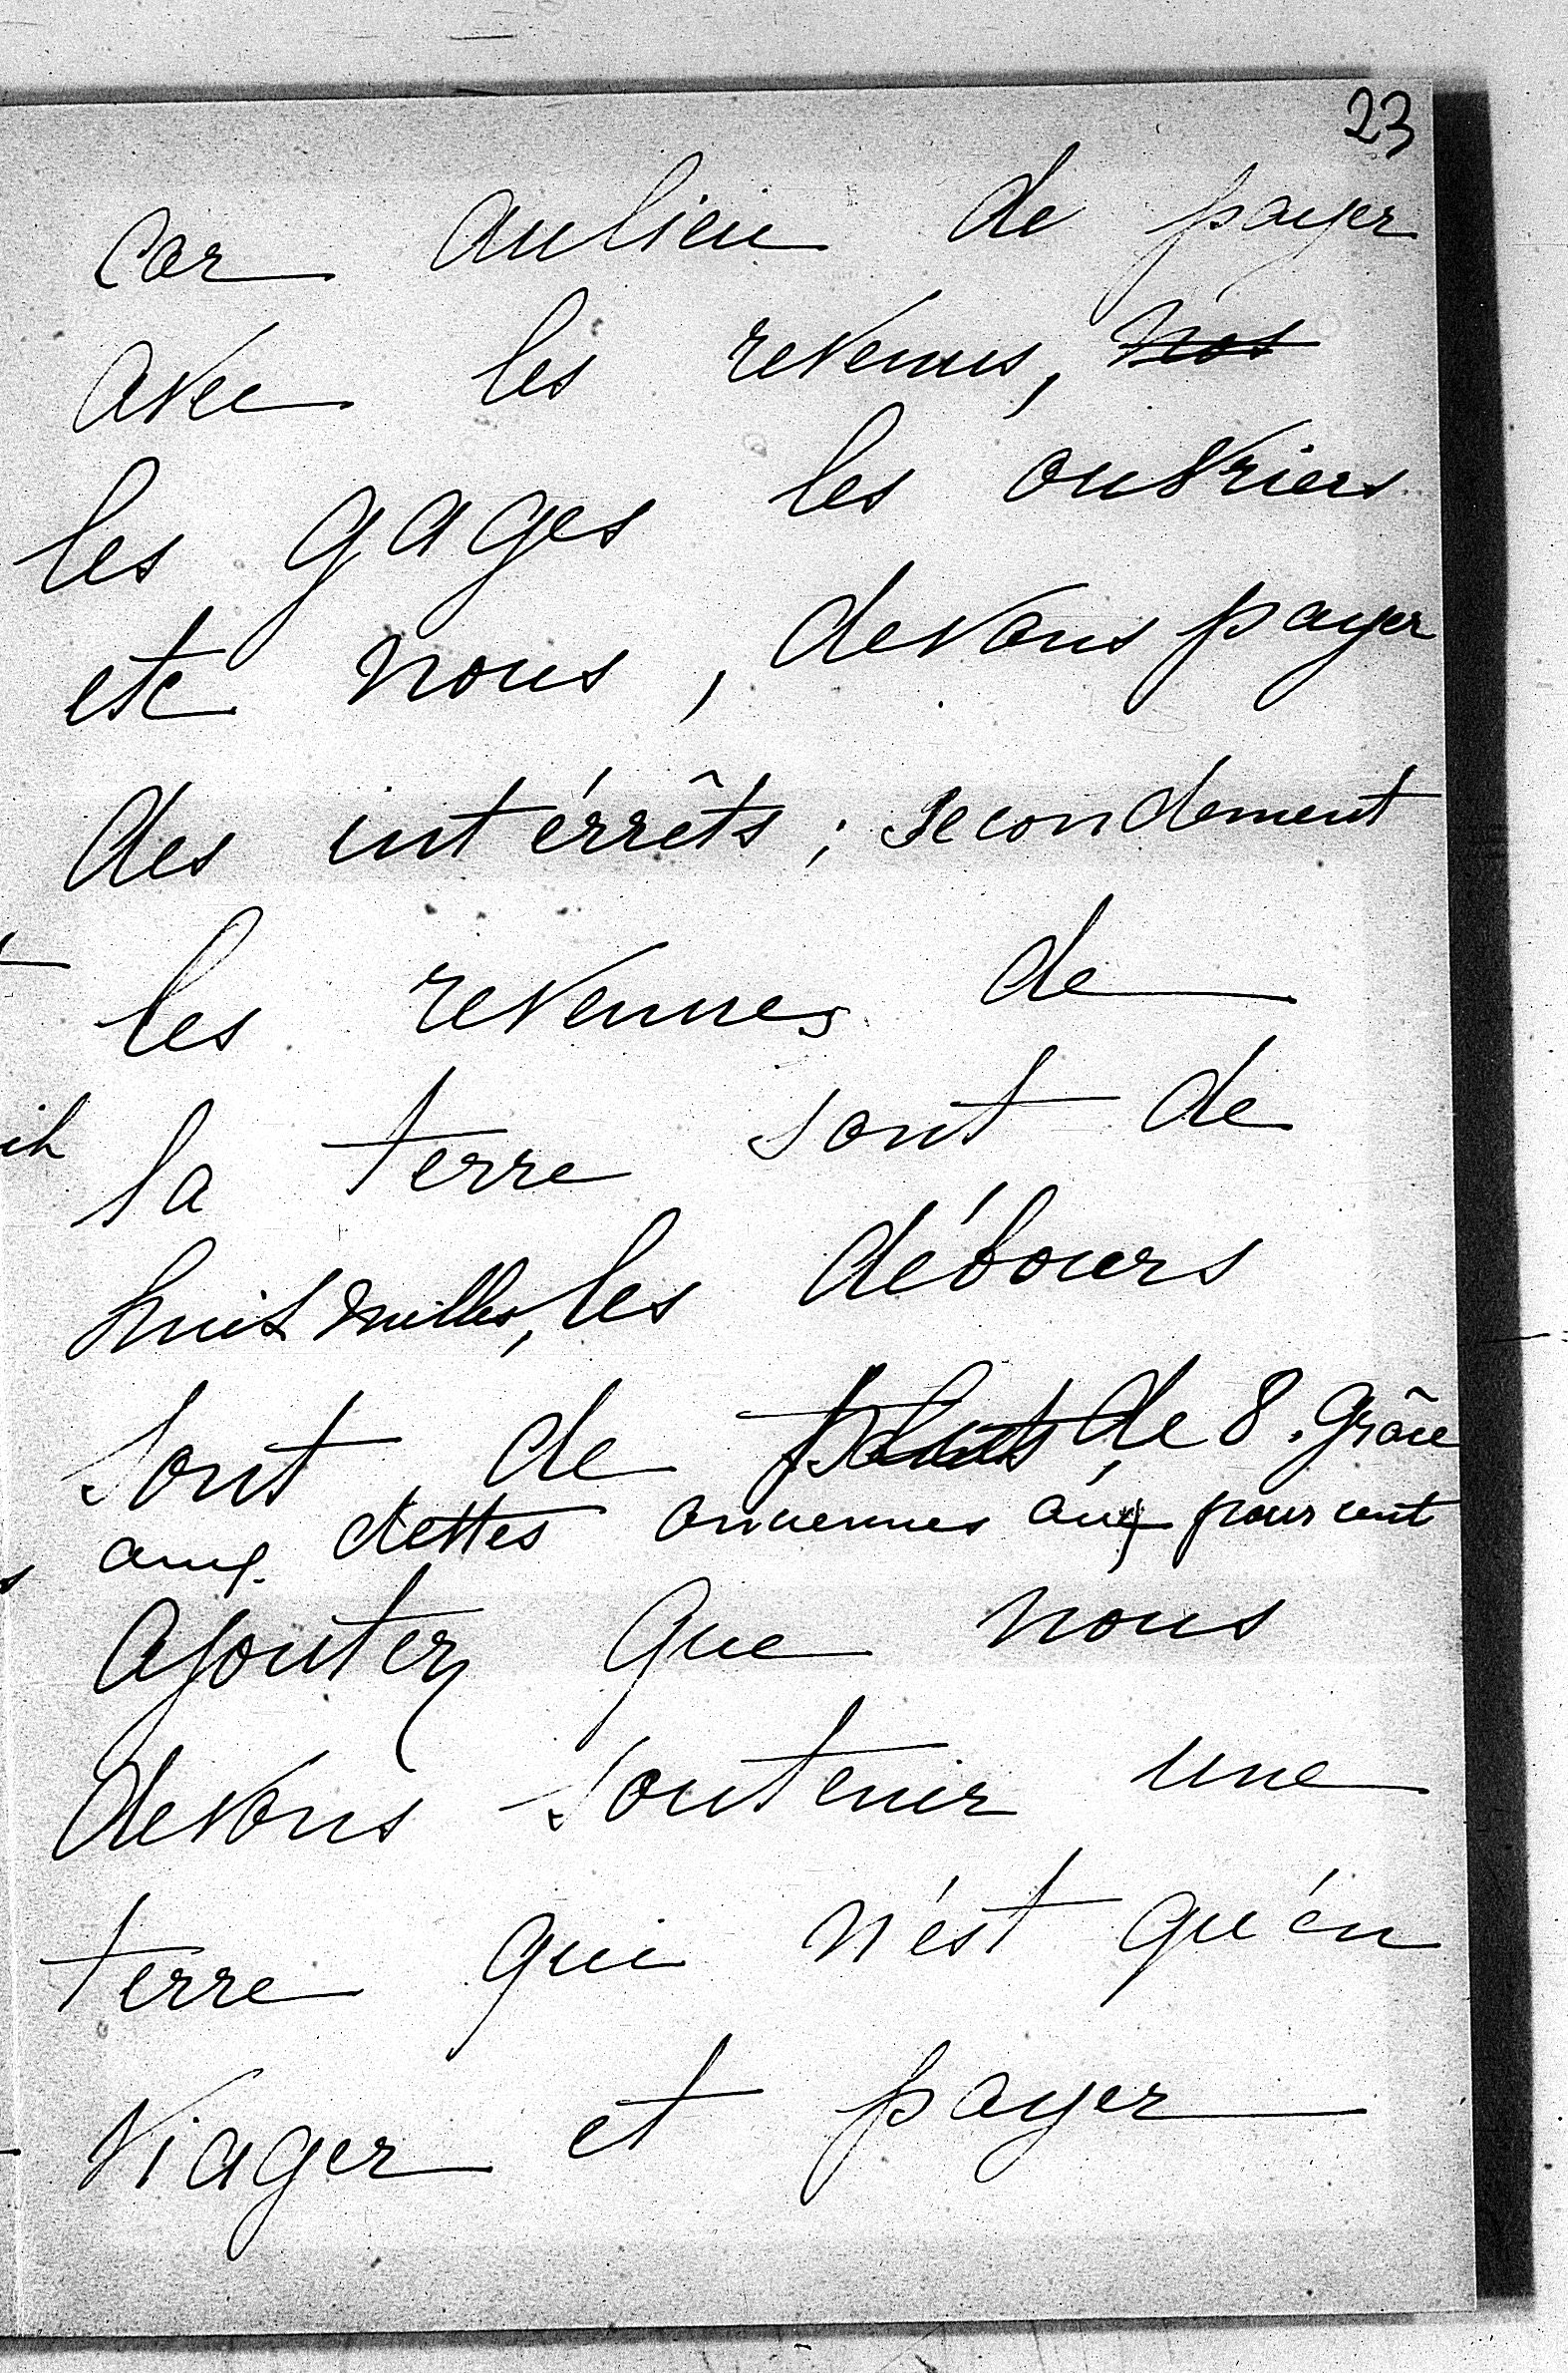 23
car aulieu de payer
avec les revenus, nos
les gages les ouvriers
etc nous, devons payer
des intérrêts; secondement
les revenues de
la terre sont de
huit milles, les débours
sont de de 8. Grâce
aux dettes anciennes aux pour cent
Ajoutez que nous
devons soutenir une
terre qui n'est qu'en
viager et payer